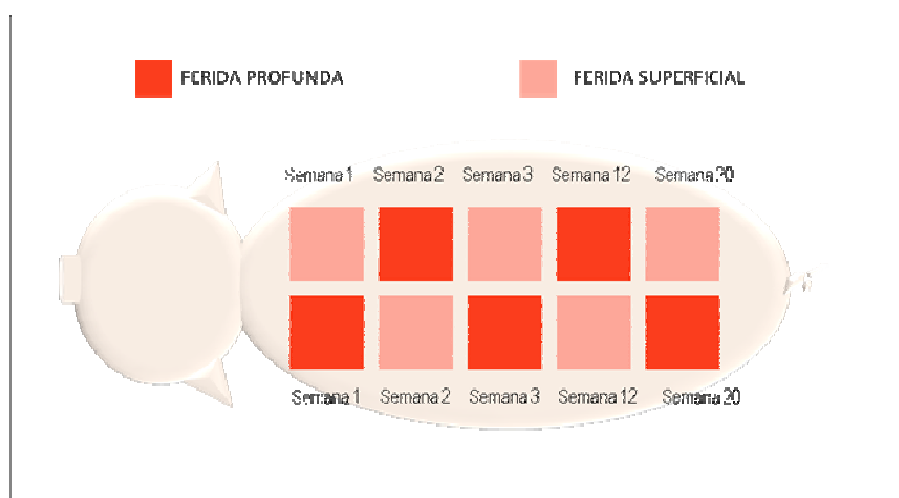 FERIDA PROFUNDA
FERIDA SUPERFICIAL
Semana 1 Semana 2 Semana 3 Semana 12 Semana 20
Semana 1 Semana 2 Semana 3 Semana 12 Semana 20